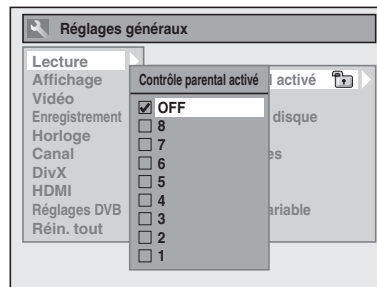 Réglages généraux
Lecture
Affichage
Vidéo
Enregistrement
Horloge
Canal
DivX
HDMI
Réglages DVB
Réin. tout
Contrôle parental activé
OFF
8
7
6
5
4
3
2
1
activé
disque
es
ariable